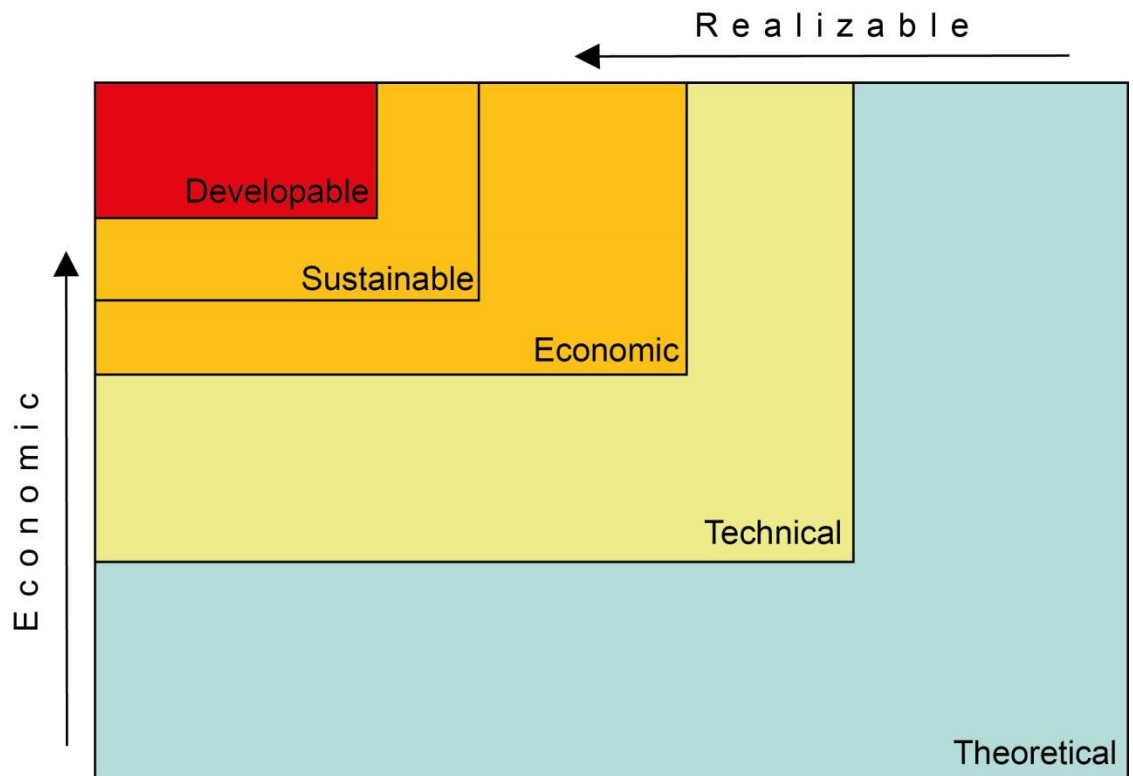 Realizable
Developable
Sustainable
Economic
Economic
Technical
Theoretical